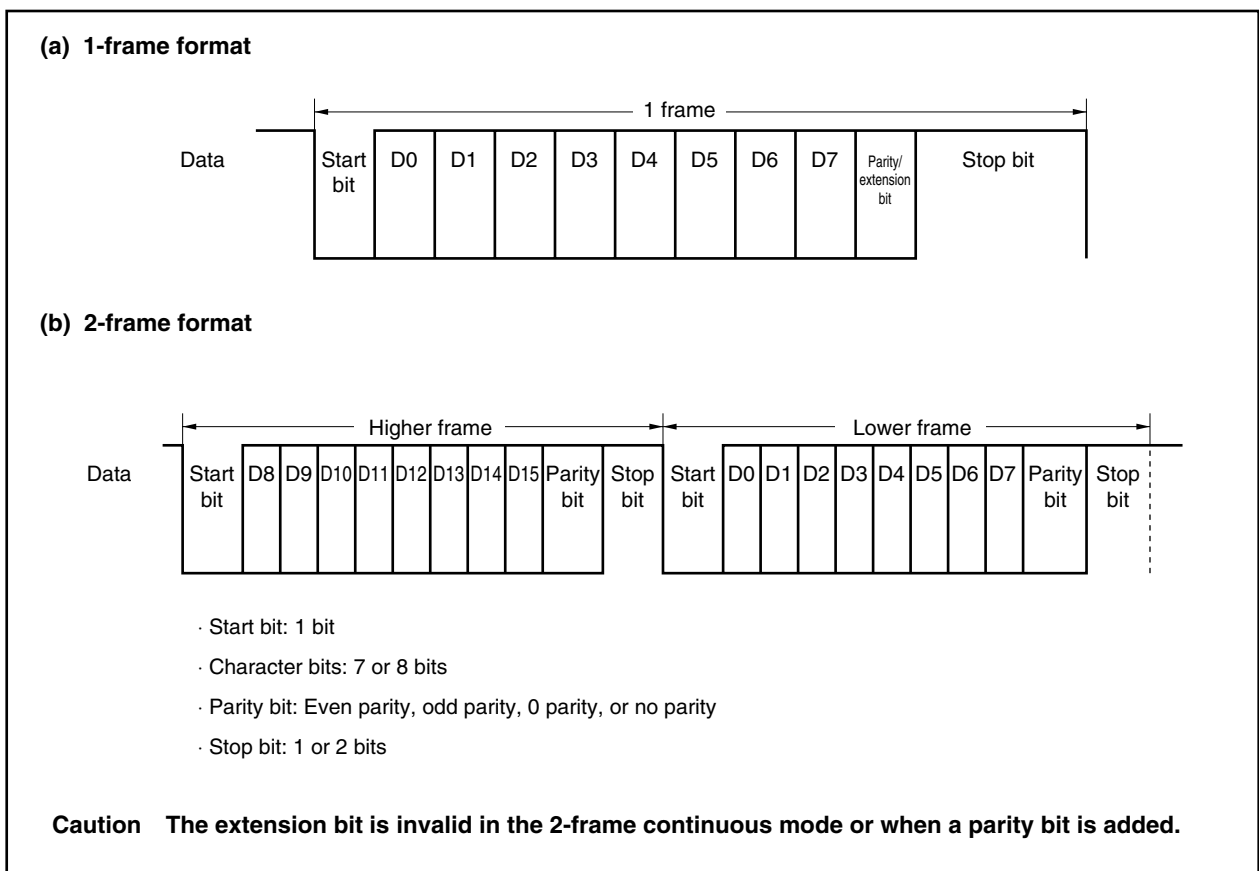 (a) 1-frame format
1 frame
Data Start bit D0 D1 D2 D3 D4 D5 D6 D7 Parity/ extension bit Stop bit
(b) 2-frame format
Higher frame Lower frame
Data Start bit D8 D9 D10 D11 D12 D13 D14 D15 Parity bit Stop bit Start bit D0 D1 D2 D3 D4 D5 D6 D7 Parity bit Stop bit
· Start bit: 1 bit
· Character bits: 7 or 8 bits
· Parity bit: Even parity, odd parity, 0 parity, or no parity
· Stop bit: 1 or 2 bits
Caution The extension bit is invalid in the 2-frame continuous mode or when a parity bit is added.